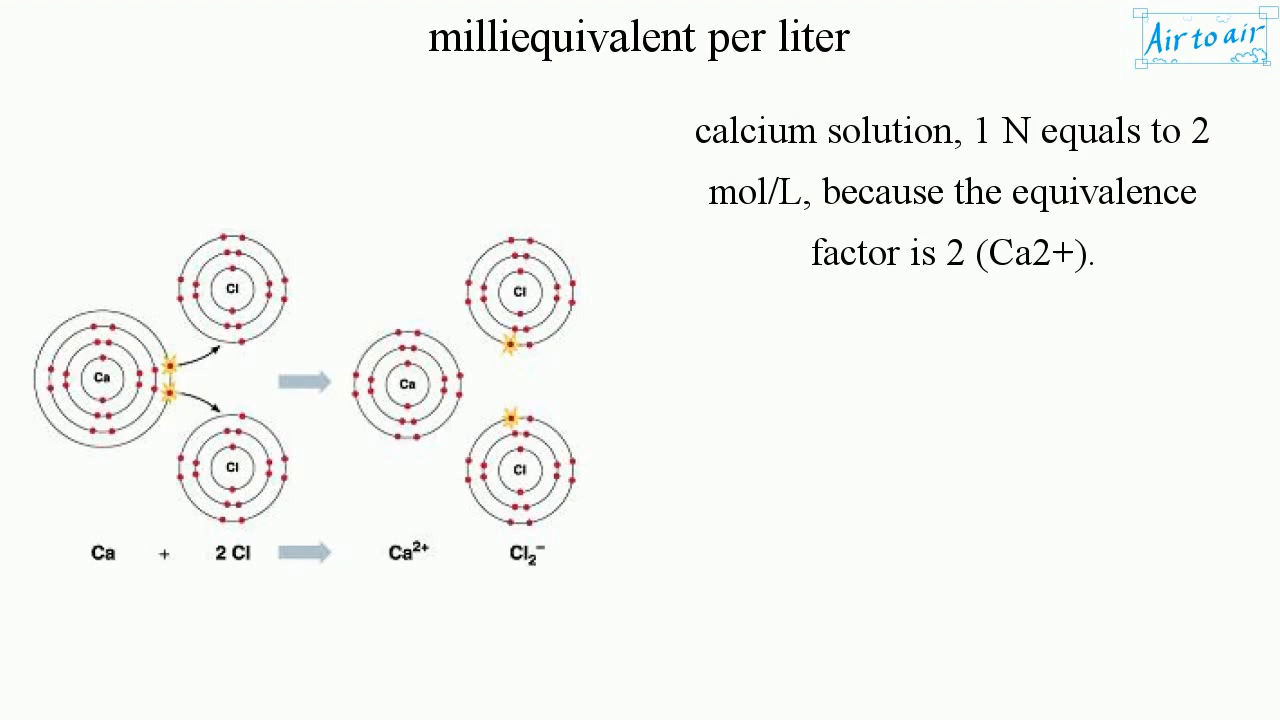 milliequivalent per liter
Air to air
calcium solution, 1 N equals to 2
mol/L, because the equivalence
factor is 2 (Ca2+).
Cl
Cl
Ca
Ca
Cl
Cl
Ca + 2 Cl Ca²⁺ Cl₂⁻